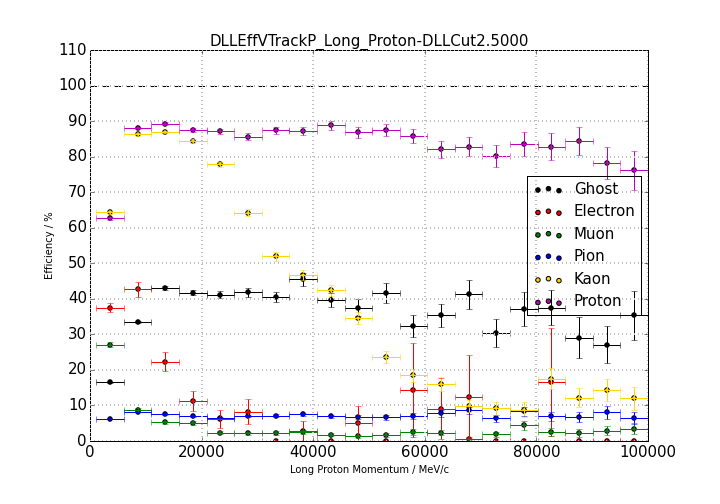 DLLEffVTrackP_Long_Proton-DLLCut2.5000
110
100
90
80
70
60
50
40
30
20
10
0
Efficiency / %
Ghost
Electron
Muon
Pion
Kaon
Proton
0 20000 40000 60000 80000 100000
Long Proton Momentum / MeV/c